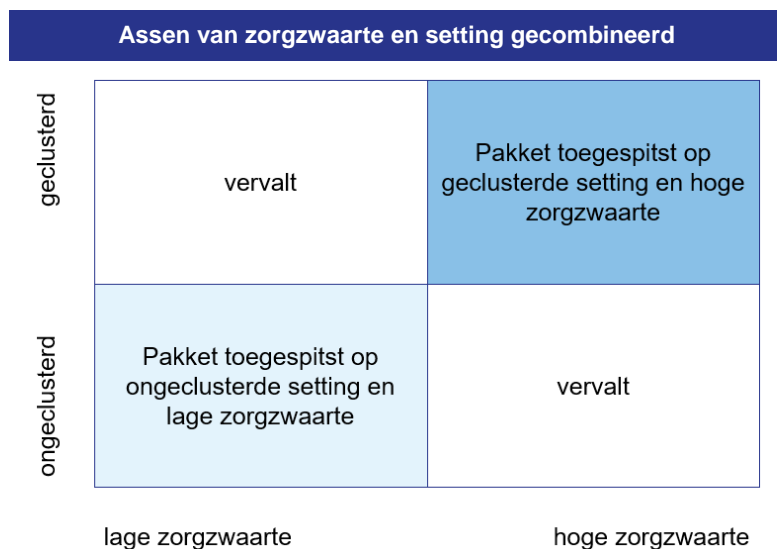 Assen van zorgzwaarte en setting gecombineerd
geclusterd
vervalt
Pakket toegespitst op
geclusterde setting en hoge
zorgzwaarte
ongeclusterd
Pakket toegespitst op
ongeclusterde setting en
lage zorgzwaarte
vervalt
lage zorgzwaarte
hoge zorgzwaarte